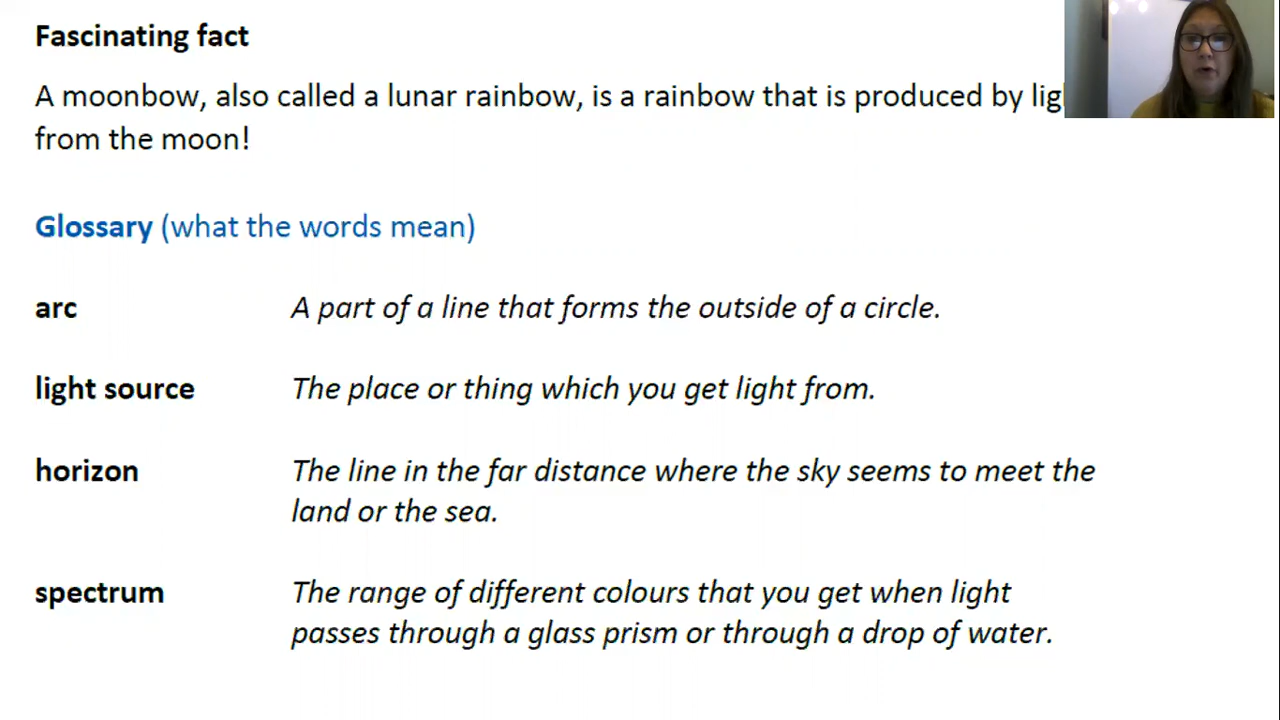 Fascinating fact
A moonbow, also called a lunar rainbow, is a rainbow that is produced by
from the moon!
Glossary (what the words mean)
arc A part of a line that forms the outside of a circle.
light source The place or thing which you get light from.
horizon The line in the far distance where the sky seems to meet the
land or the sea.
spectrum The range of different colours that you get when light
passes through a glass prism or through a drop of water.